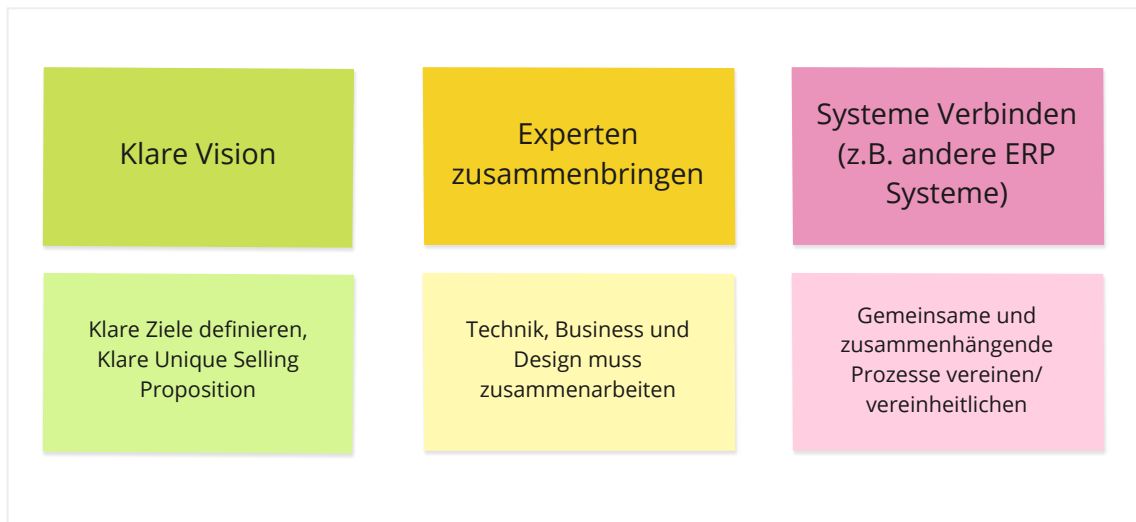 Klare Vision
Experten
zusammenbringen
Systeme Verbinden
(z.B. andere ERP
Systeme)
Klare Ziele definieren,
Klare Unique Selling
Proposition
Technik, Business und
Design muss
zusammenarbeiten
Gemeinsame und
zusammenhängende
Prozesse vereinen/
vereinheitlichen